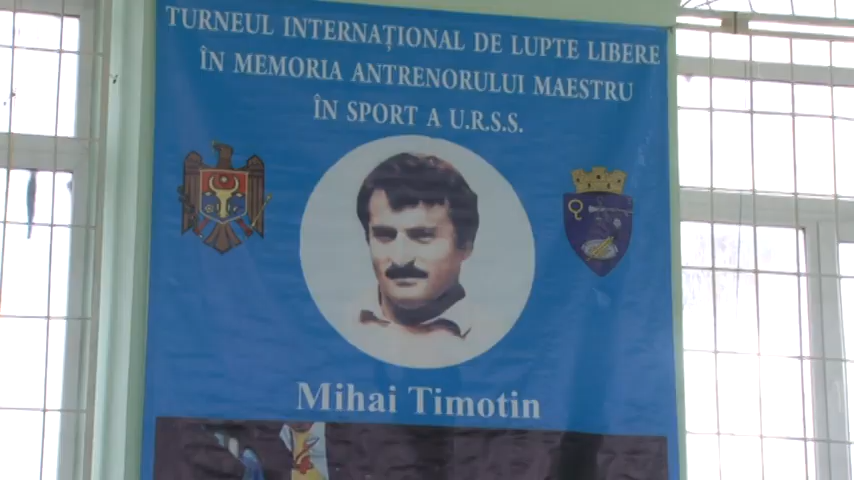 TURNEUL INTERNAȚIONAL DE LUPTE LIBERE
ÎN MEMORIA ANTRENORULUI MAESTRU
ÎN SPORT A U.R.S.S.
Mihai Timotin